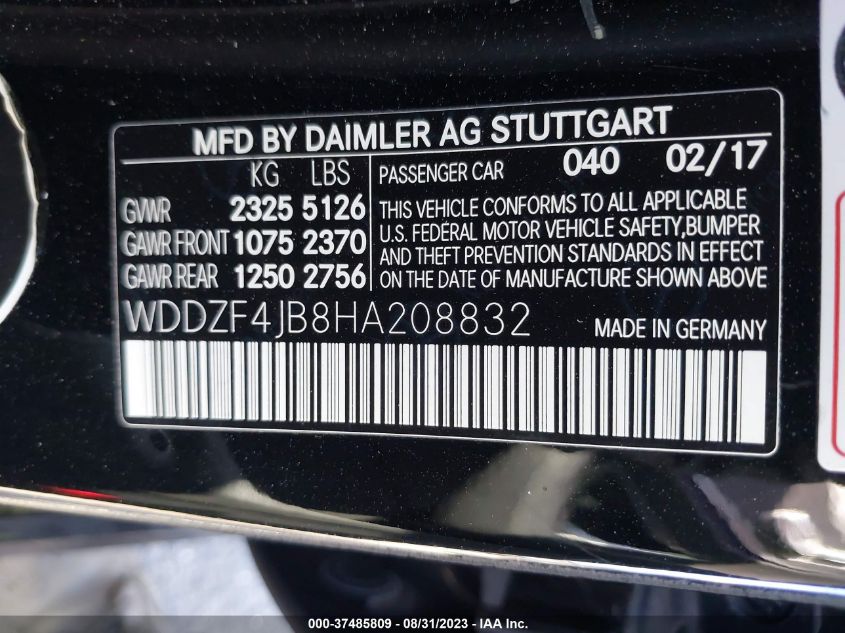 MFD BY DAIMLER AG STUTTGART
KG LBS
GVWR 2325 5126
GAWR FRONT 1075 2370
GAWR REAR 1250 2756
PASSENGER CAR 040 02/17
THIS VEHICLE CONFORMS TO ALL APPLICABLE
U.S. FEDERAL MOTOR VEHICLE SAFETY,BUMPER
AND THEFT PREVENTION STANDARDS IN EFFECT
ON THE DATE OF MANUFACTURE SHOWN ABOVE
WDDZF4JB8HA208832 MADE IN GERMANY
000-37485809 - 08/31/2023 - IAA Inc.